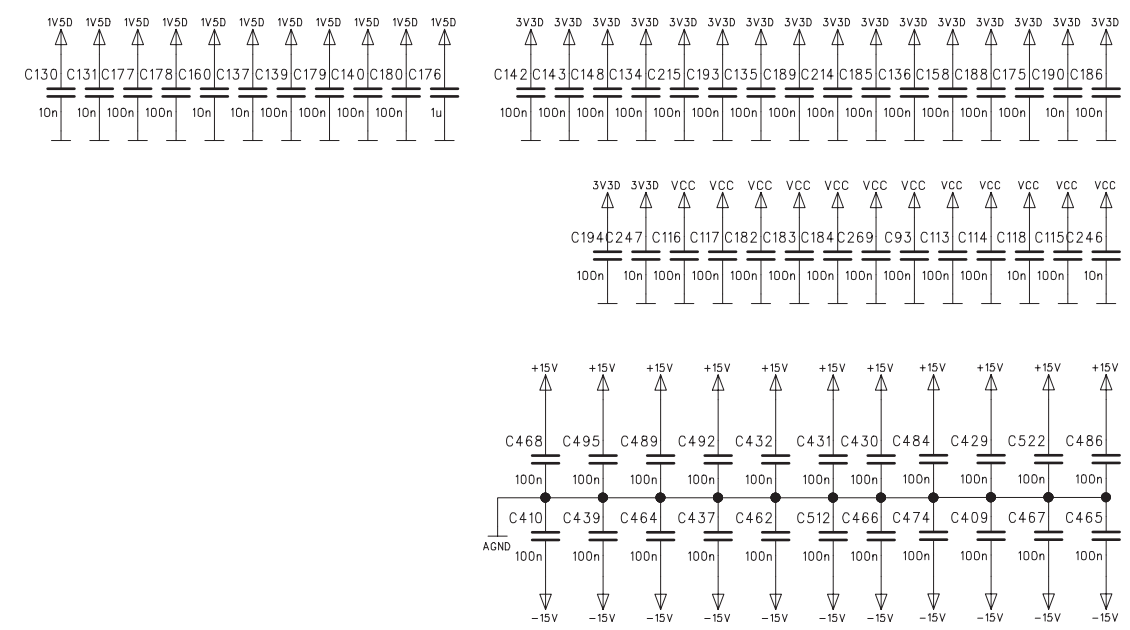 1V5D 1V5D 1V5D 1V5D 1V5D 1V5D 1V5D 1V5D 1V5D 1V5D 1V5D 3V3D 3V3D 3V3D 3V3D 3V3D 3V3D 3V3D 3V3D 3V3D 3V3D 3V3D 3V3D 3V3D 3V3D 3V3D 3V3D
C130 C131 C177 C178 C160 C137 C139 C179 C140 C180 C176 C142 C143 C148 C134 C215 C193 C135 C189 C214 C185 C136 C158 C188 C175 C190 C186
10n 10n 100n 100n 10n 10n 100n 100n 100n 100n 1u 100n 100n 100n 100n 100n 100n 100n 100n 100n 100n 100n 100n 100n 100n 10n 100n
3V3D 3V3D VCC VCC VCC VCC VCC VCC VCC VCC VCC VCC VCC VCC
C194 C247 C116 C117 C182 C183 C184 C269 C93 C113 C114 C118 C115 C246
100n 10n 100n 100n 100n 100n 100n 100n 100n 100n 100n 10n 100n 10n
+15V +15V +15V +15V +15V +15V +15V +15V +15V +15V +15V
C468 C495 C489 C492 C432 C431 C430 C484 C429 C522 C486
100n 100n 100n 100n 100n 100n 100n 100n 100n 100n 100n
C410 C439 C464 C437 C462 C512 C466 C474 C409 C467 C465
AGND 100n 100n 100n 100n 100n 100n 100n 100n 100n 100n 100n
-15V -15V -15V -15V -15V -15V -15V -15V -15V -15V -15V